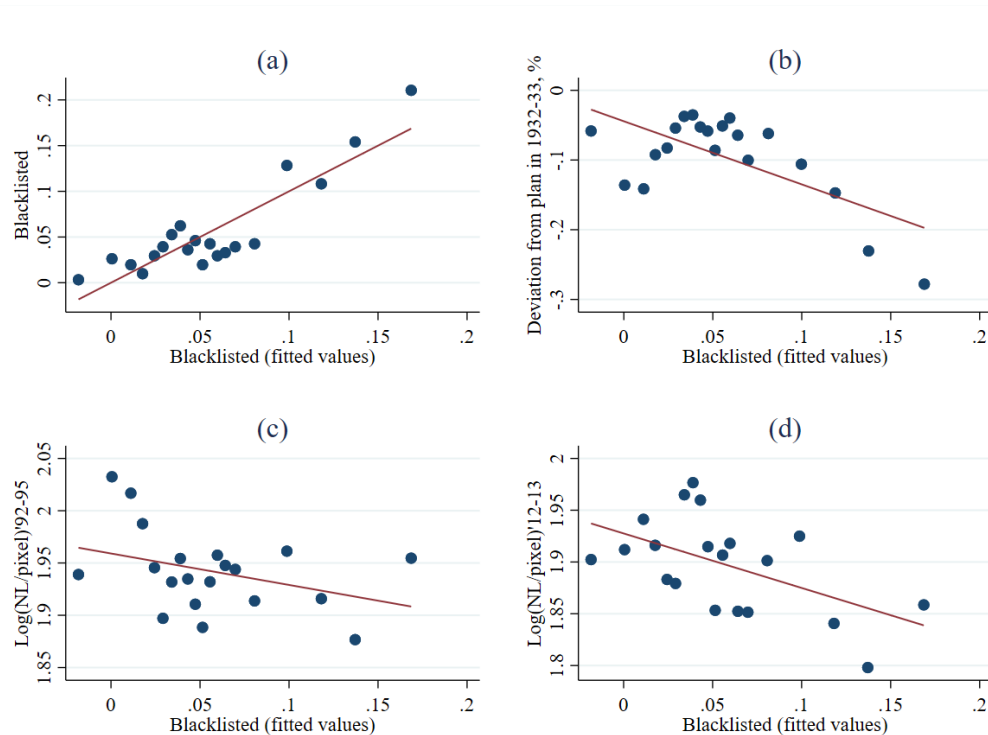 (a)
Blacklisted
.2
.15
.1
.05
0
0 .05 .1 .15 .2
Blacklisted (fitted values)
(b)
Deviation from plan in 1932-33, %
0
-.1
-.2
-.3
0 .05 .1 .15 .2
Blacklisted (fitted values)
(c)
Log(NL/pixel)'92-95
2.05
2
1.95
1.9
1.85
0 .05 .1 .15 .2
Blacklisted (fitted values)
(d)
Log(NL/pixel)'12-13
2
1.95
1.9
1.85
1.8
0 .05 .1 .15 .2
Blacklisted (fitted values)